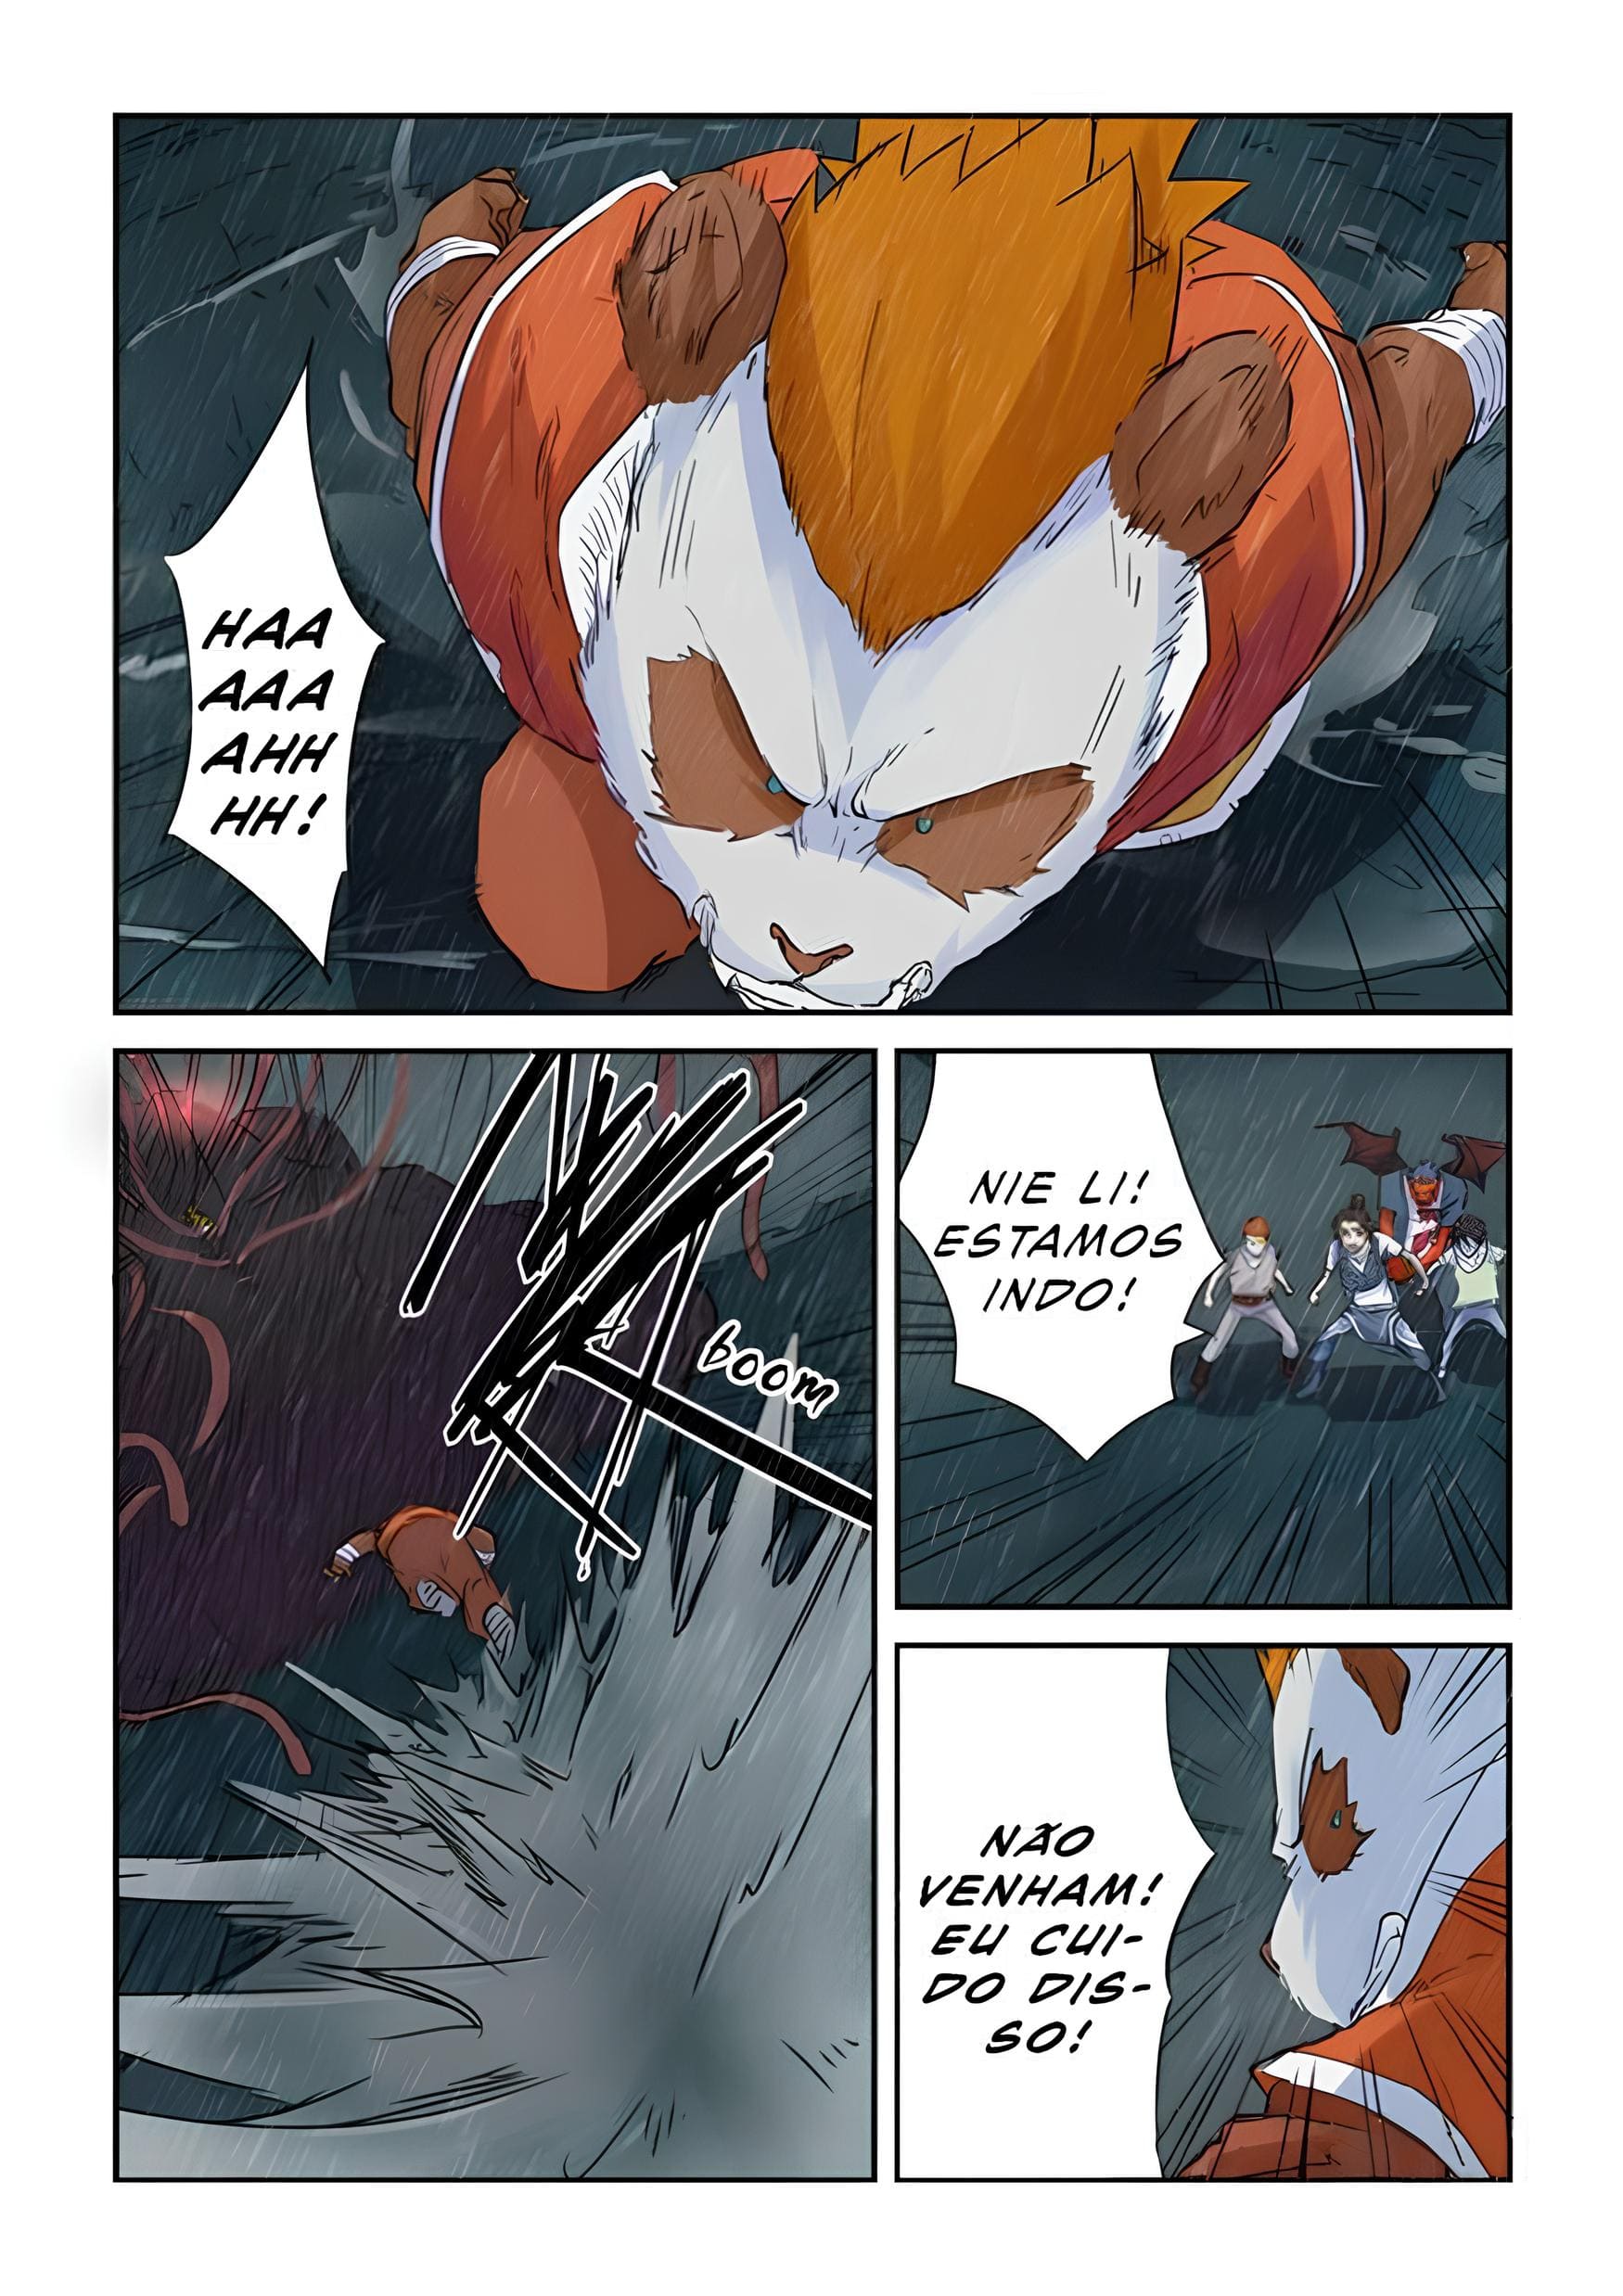 HAA
AAA
AHH
HH!
boom
NIE LI!
ESTAMOS
INDO!
NÃO
VENHAM!
EU CUI-
DO DIS-
SO!